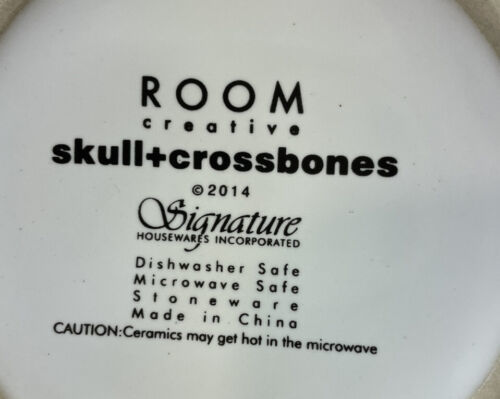 ROOM
creative
skull+crossbones
©2014
Signature
HOUSEWARES INCORPORATED
Dishwasher Safe
Microwave Safe
Stoneware
Made in China
CAUTION:Ceramics may get hot in the microwave